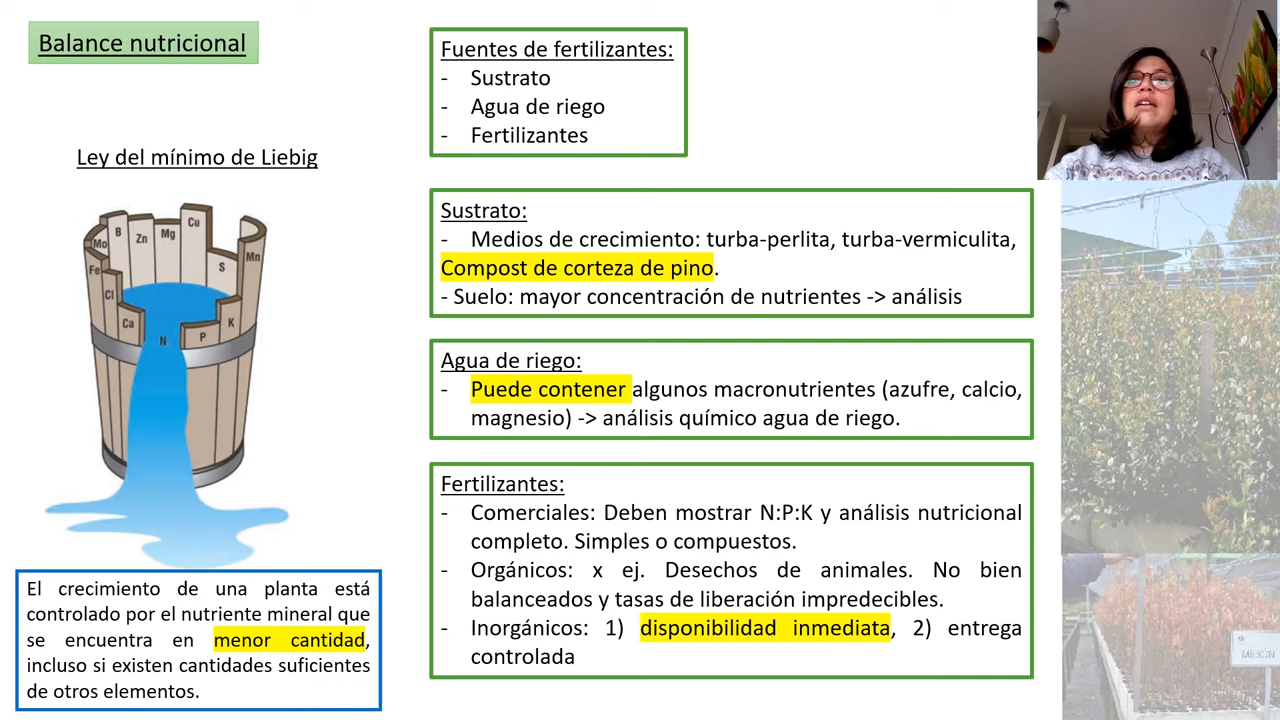 Balance nutricional
Ley del mínimo de Liebig
Mo
B
Zn
Mg
Cu
Mn
Fe
S
Cl
Ca
N
P
K
El crecimiento de una planta está
controlado por el nutriente mineral que
se encuentra en menor cantidad,
incluso si existen cantidades suficientes
de otros elementos.
Fuentes de fertilizantes:
- Sustrato
- Agua de riego
- Fertilizantes
Sustrato:
- Medios de crecimiento: turba-perlita, turba-vermiculita,
Compost de corteza de pino.
- Suelo: mayor concentración de nutrientes -> análisis
Agua de riego:
- Puede contener algunos macronutrientes (azufre, calcio,
magnesio) -> análisis químico agua de riego.
Fertilizantes:
- Comerciales: Deben mostrar N:P:K y análisis nutricional
completo. Simples o compuestos.
- Orgánicos: x ej. Desechos de animales. No bien
balanceados y tasas de liberación impredecibles.
- Inorgánicos: 1) disponibilidad inmediata, 2) entrega
controlada
MESÓN